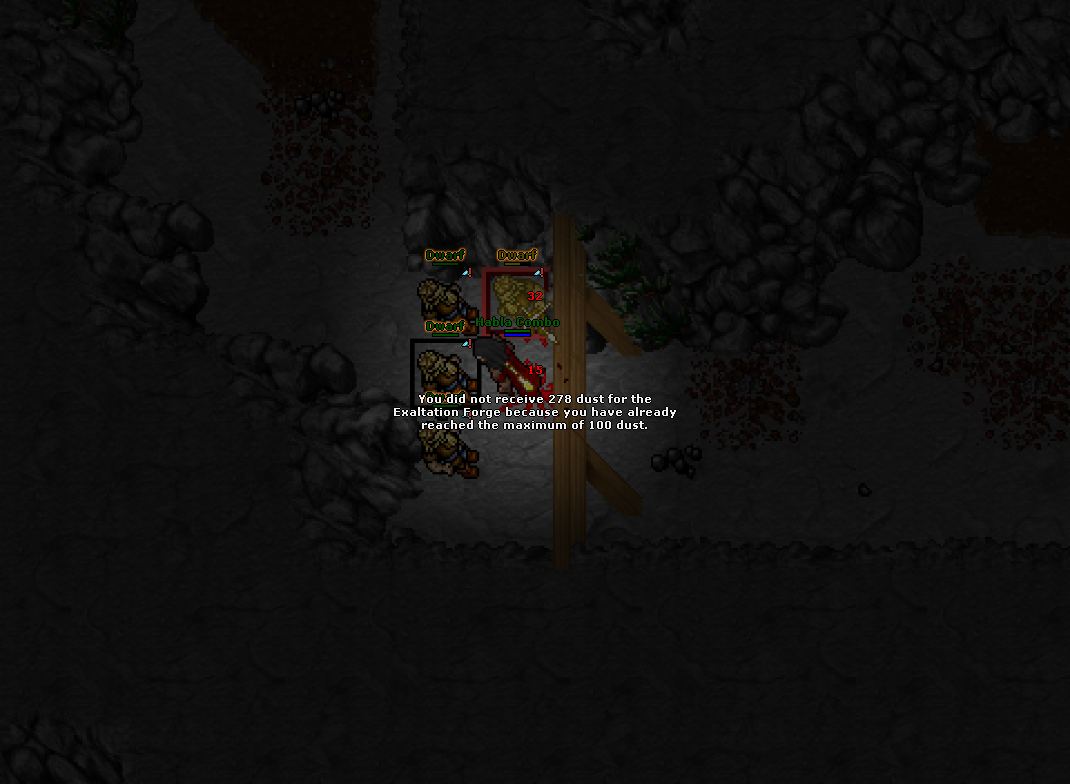 Dwarf Dwarf
32
Dwarf Habla Combo
15
You did not receive 278 dust for the
Exaltation Forge because you have already
reached the maximum of 100 dust.